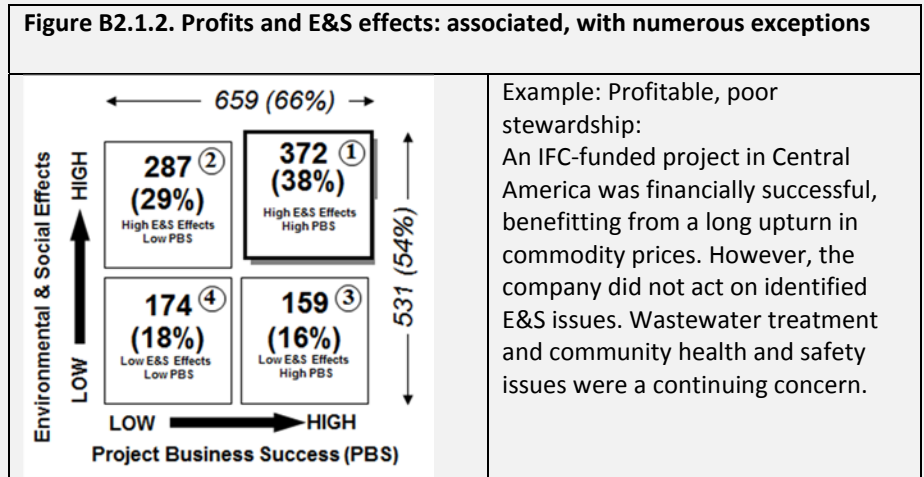 Figure B2.1.2. Profits and E&S effects: associated, with numerous exceptions
659 (66%)
287 ②
(29%)
High E&S Effects
Low PBS
372 ①
(38%)
High E&S Effects
High PBS
174 ④
(18%)
Low E&S Effects
Low PBS
159 ③
(16%)
Low E&S Effects
High PBS
531 (54%)
Environmental & Social Effects
HIGH
LOW
LOW
HIGH
Project Business Success (PBS)
Example: Profitable, poor
stewardship:
An IFC-funded project in Central
America was financially successful,
benefitting from a long upturn in
commodity prices. However, the
company did not act on identified
E&S issues. Wastewater treatment
and community health and safety
issues were a continuing concern.